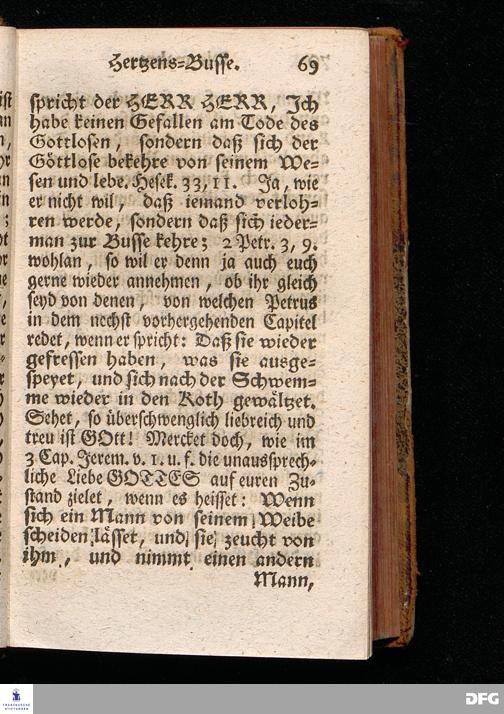 Hertzens-Busse. 69
spricht der HERR HERR, Ich
habe keinen Gefallen am Tode des
Gottlosen, sondern daß sich der
Göttlose bekehre von seinem We-
sen und lebe. Hesek. 33, 11. Ja, wie
er nicht wil, daß iemand verloh-
ren werde, sondern daß sich ieder-
man zur Busse kehre; 2 Petr. 3, 9.
wohlan, so wil er denn ja auch euch
gerne wieder annehmen, ob ihr gleich
seyd von denen, von welchen Petrus
in dem nechst vorhergehenden Capitel
redet, wenn er spricht: Daß sie wieder
gefressen haben, was sie ausge-
speyet, und sich nach der Schwem-
me wieder in den Koth gewältzet.
Sehet, so überschwenglich liebreich und
treu ist GOtt! Mercket doch, wie im
3 Cap. Jerem. v. 1. u. f. die unaussprech-
liche Liebe GOTTES auf euren Zu-
stand zielet, wenn es heisset: Wenn
sich ein Mann von seinem Weibe
scheiden lässet, und sie zeucht von
ihm, und nimmt einen andern
Mann,
FRANCKESCHE
STIFTUNGEN
DFG